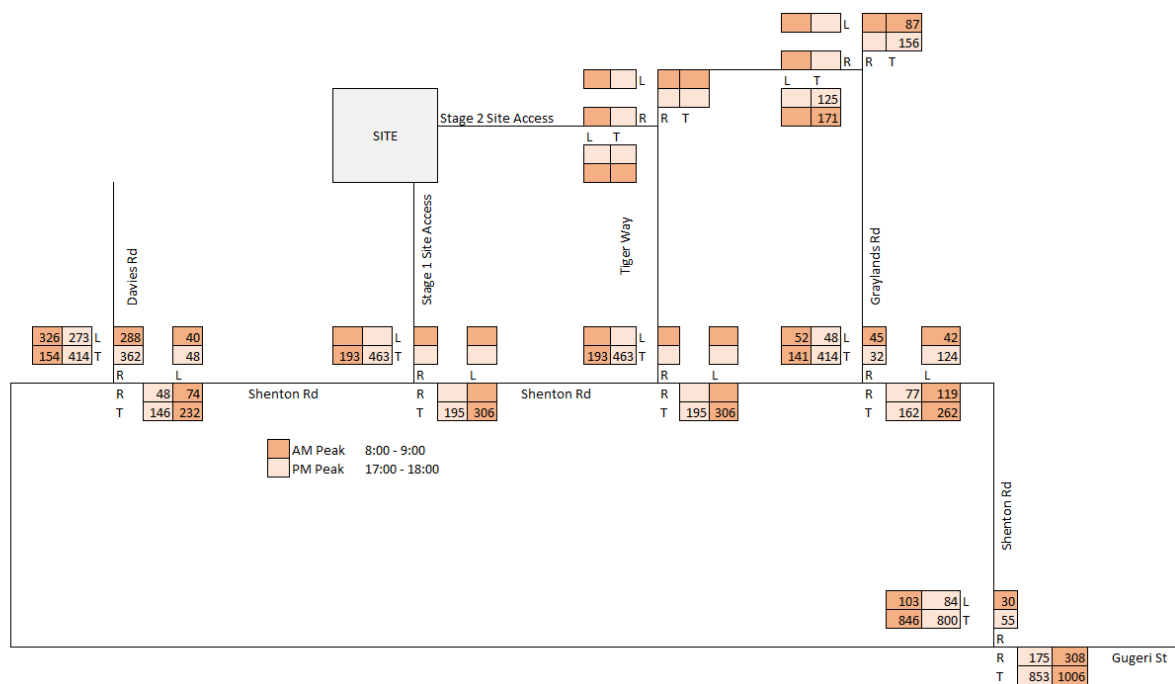 L 87
156
L R R T
L T
R R T 125
171
Stage 2 Site Access
SITE
L T
Davies Rd
Stage 1 Site Access
Tiger Way
Graylands Rd
326 273 L 288 40 L L 52 48 L 45 42
154 414 T 362 48 193 463 T 193 463 T 141 414 T 32 124
R L R L R L R L
R 48 74 Shenton Rd R Shenton Rd R R 77 119
T 146 232 T 195 306 T 195 306 T 162 262
AM Peak 8:00 - 9:00
PM Peak 17:00 - 18:00
Shenton Rd
103 84 L 30
846 800 T 55
R
R 175 308 Gugeri St
T 853 1006